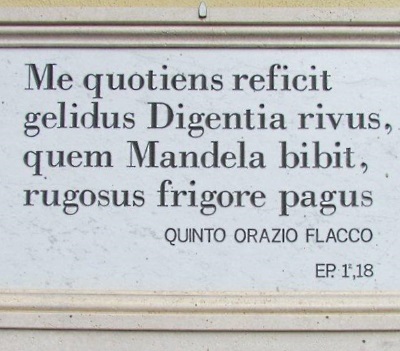 Me quotiens reficit
gelidus Digentia rivus,
quem Mandela bibit,
rugosus frigore pagus
QUINTO ORAZIO FLACCO
EP. 1°,18